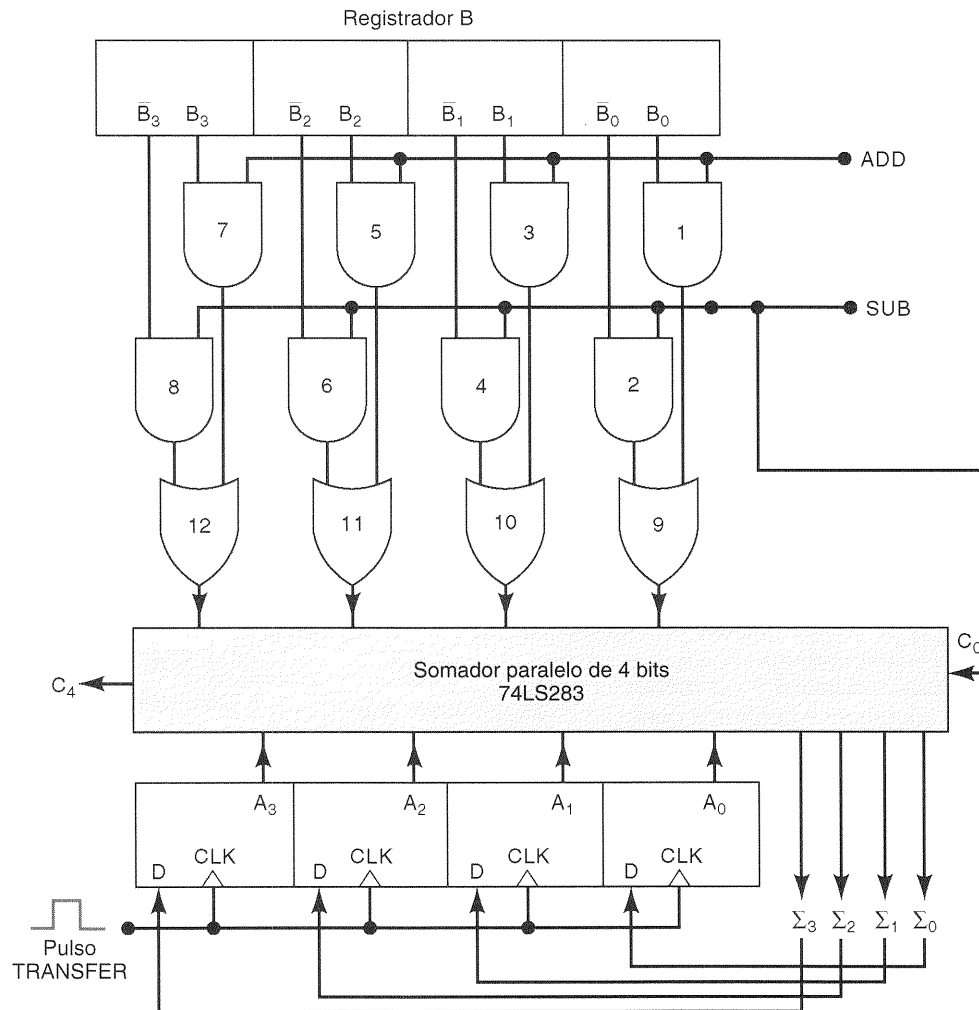 Registrador B
B̅₃ B₃ B̅₂ B₂ B̅₁ B₁ B̅₀ B₀
ADD
7 5 3 1
SUB
8 6 4 2
12 11 10 9
Somador paralelo de 4 bits
74LS283
C₀
C₄
A₃ A₂ A₁ A₀
D CLK D CLK D CLK D CLK
Σ₃ Σ₂ Σ₁ Σ₀
Pulso
TRANSFER